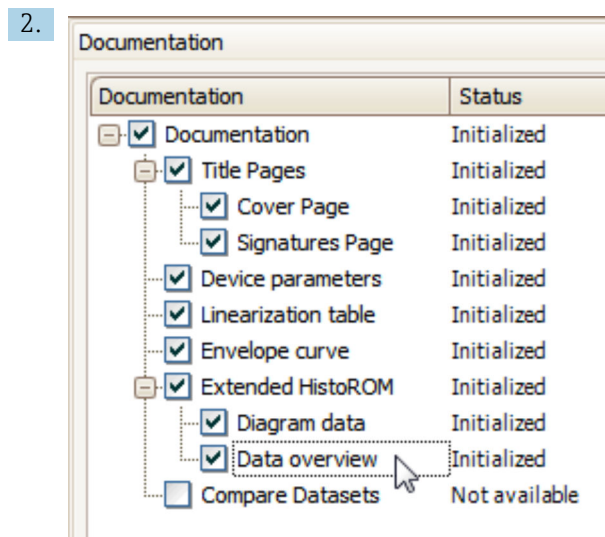 2.
Documentation
Documentation Status
Documentation Initialized
Title Pages Initialized
Cover Page Initialized
Signatures Page Initialized
Device parameters Initialized
Linearization table Initialized
Envelope curve Initialized
Extended HistoROM Initialized
Diagram data Initialized
Data overview Initialized
Compare Datasets Not available